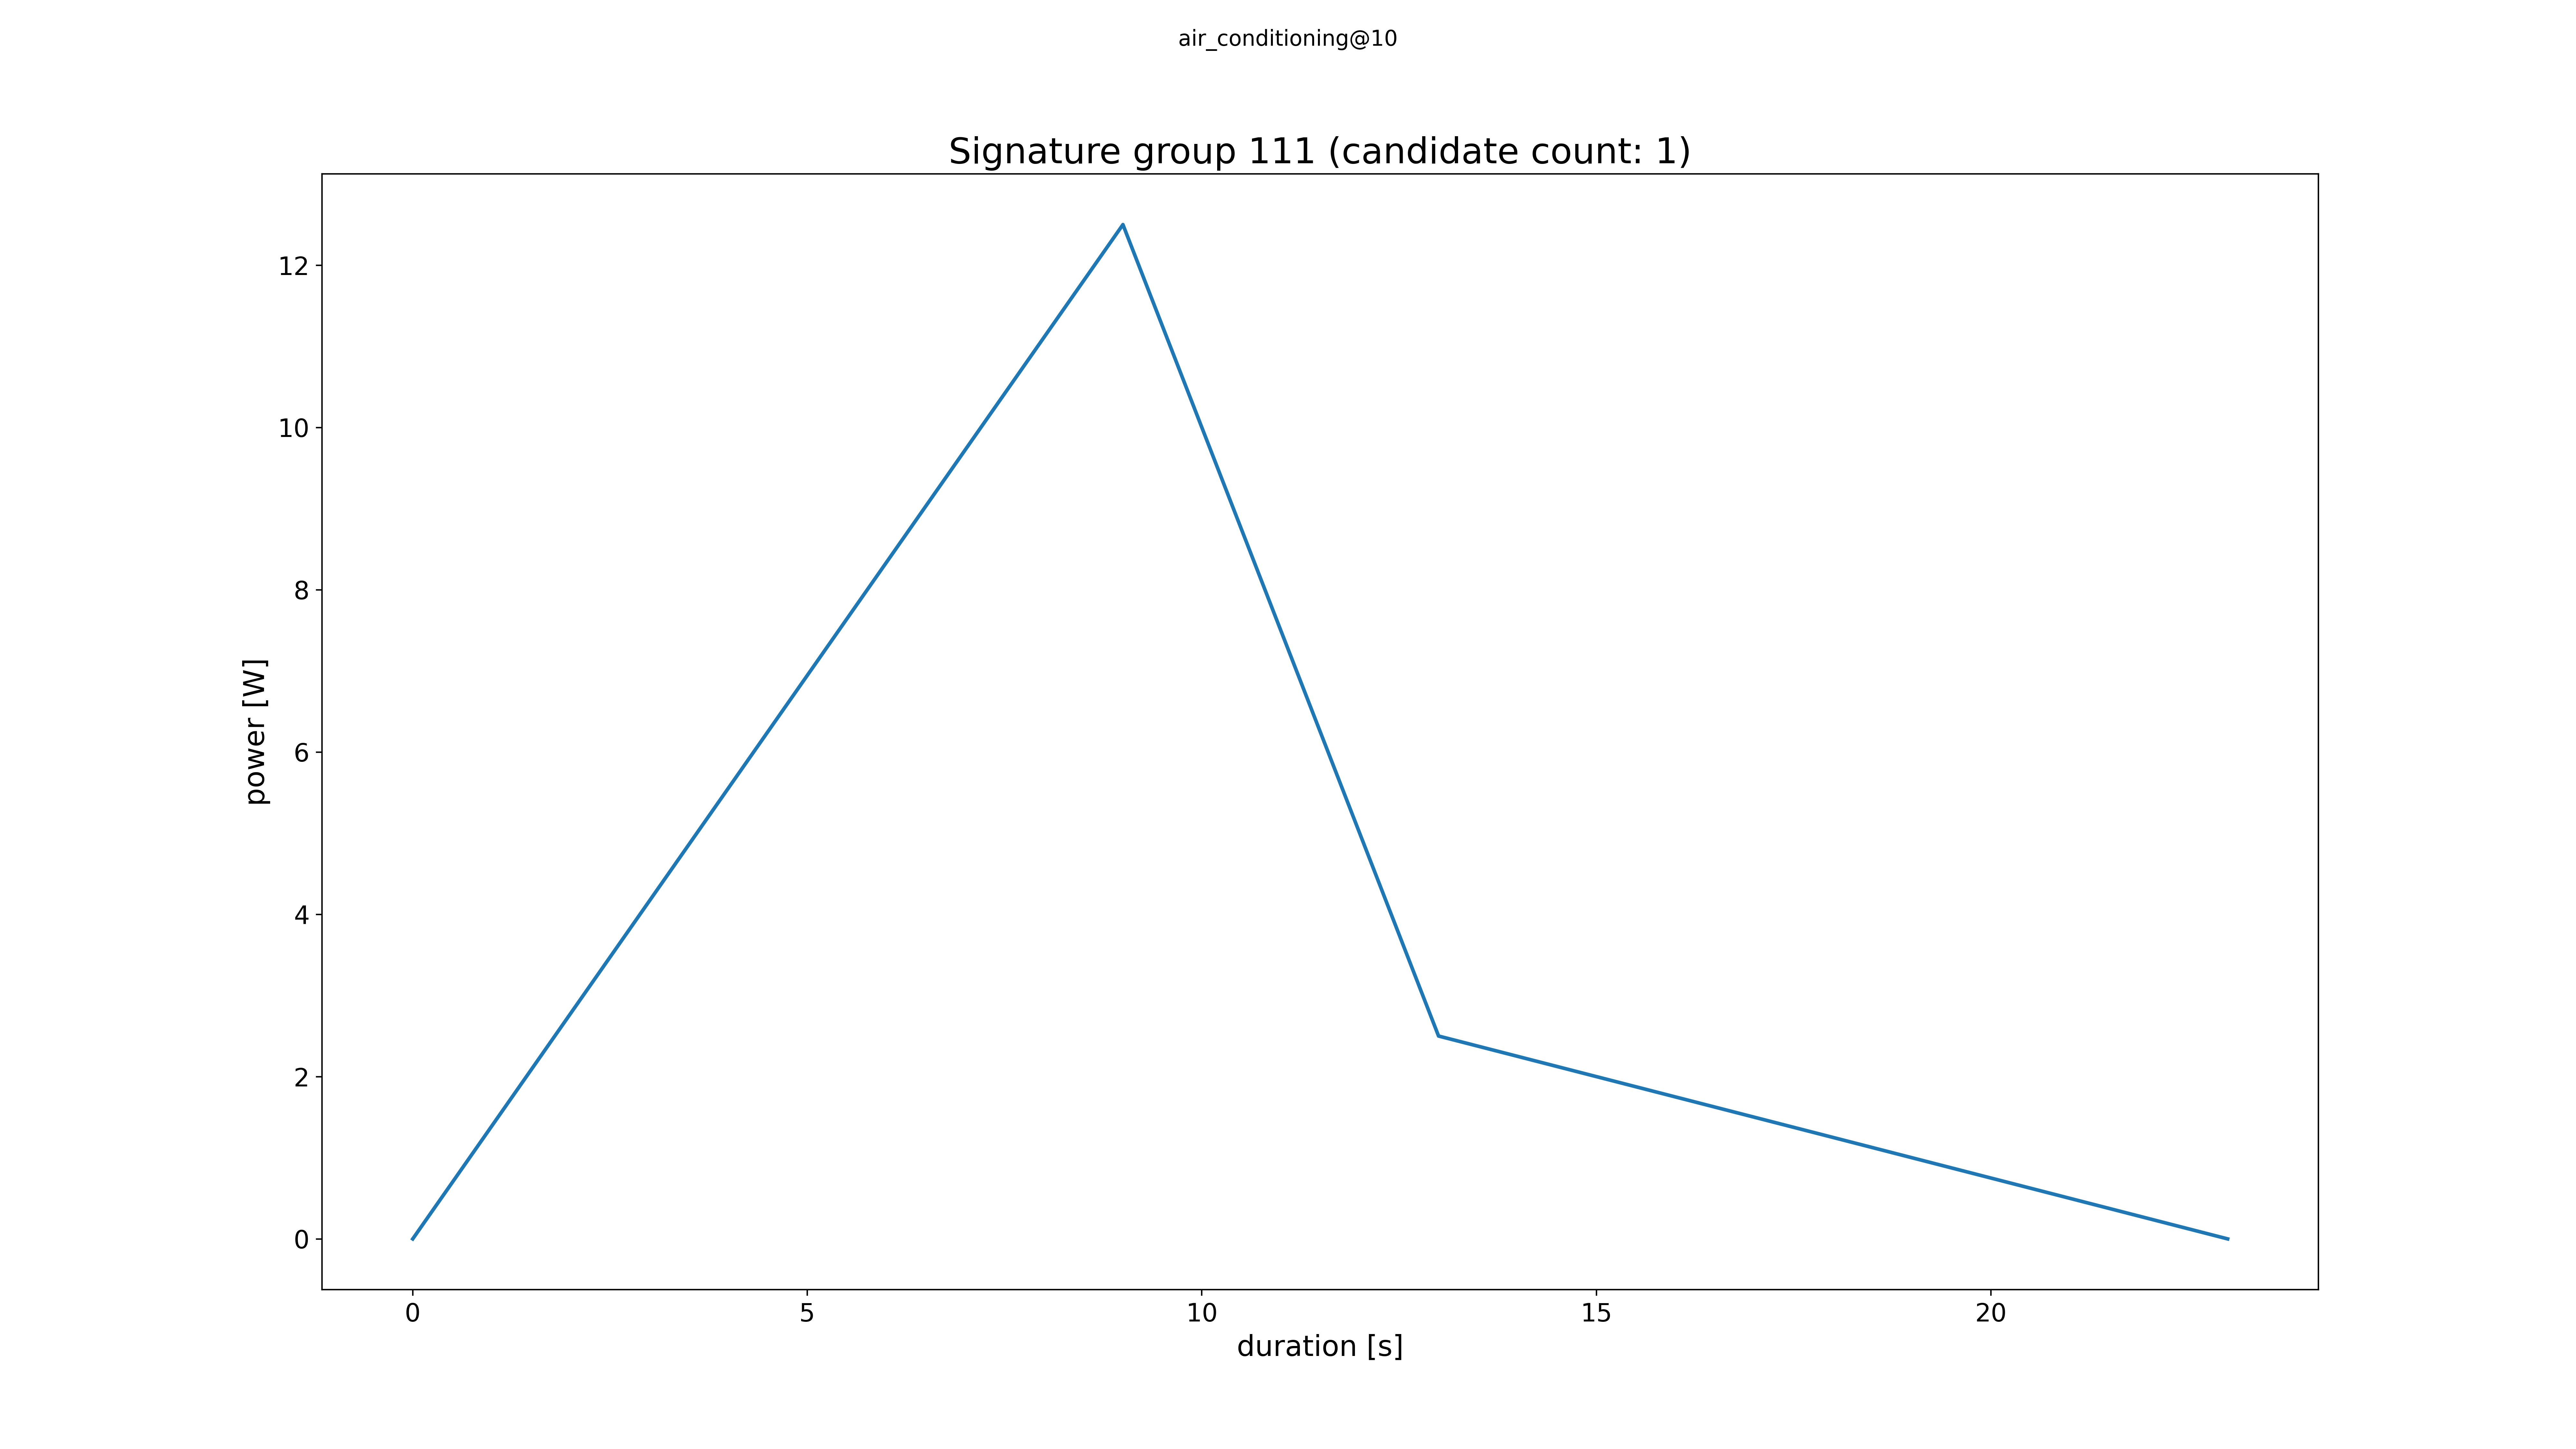 air_conditioning@10
Signature group 111 (candidate count: 1)
12
10
8
6
4
2
0
power [W]
0 5 10 15 20
duration [s]